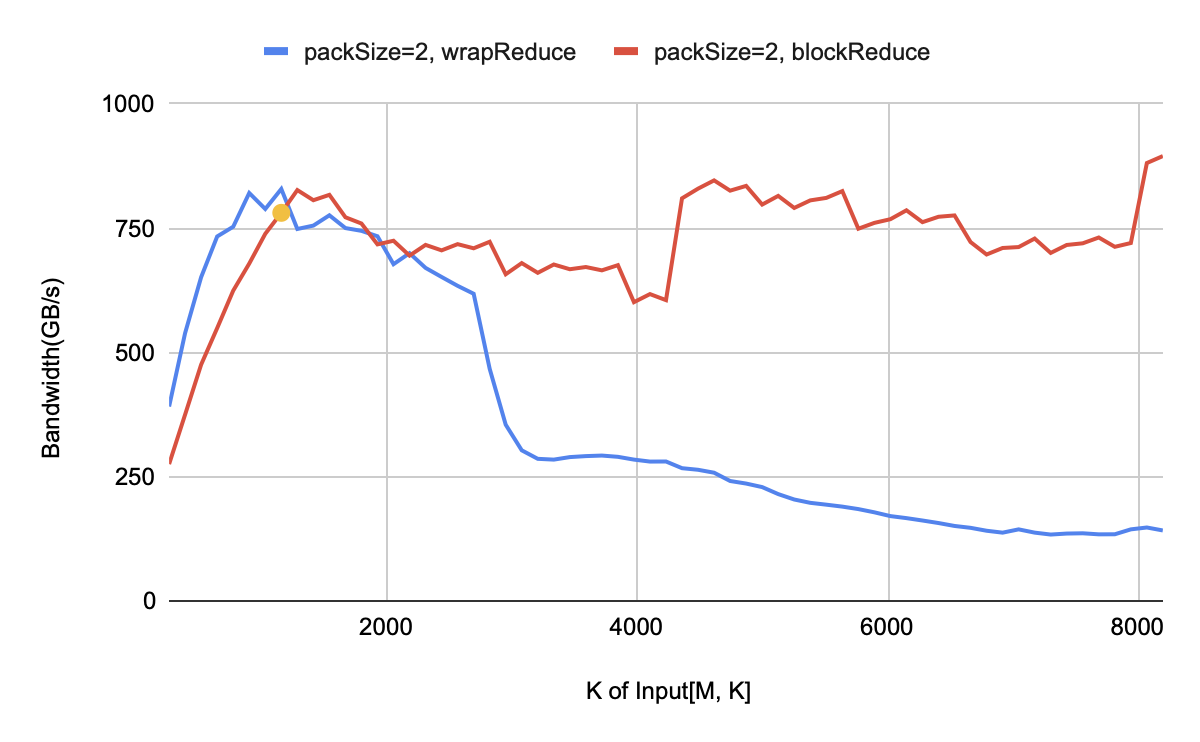 packSize=2, wrapReduce packSize=2, blockReduce
1000
750
500
250
0
Bandwidth(GB/s)
2000 4000 6000 8000
K of Input[M, K]